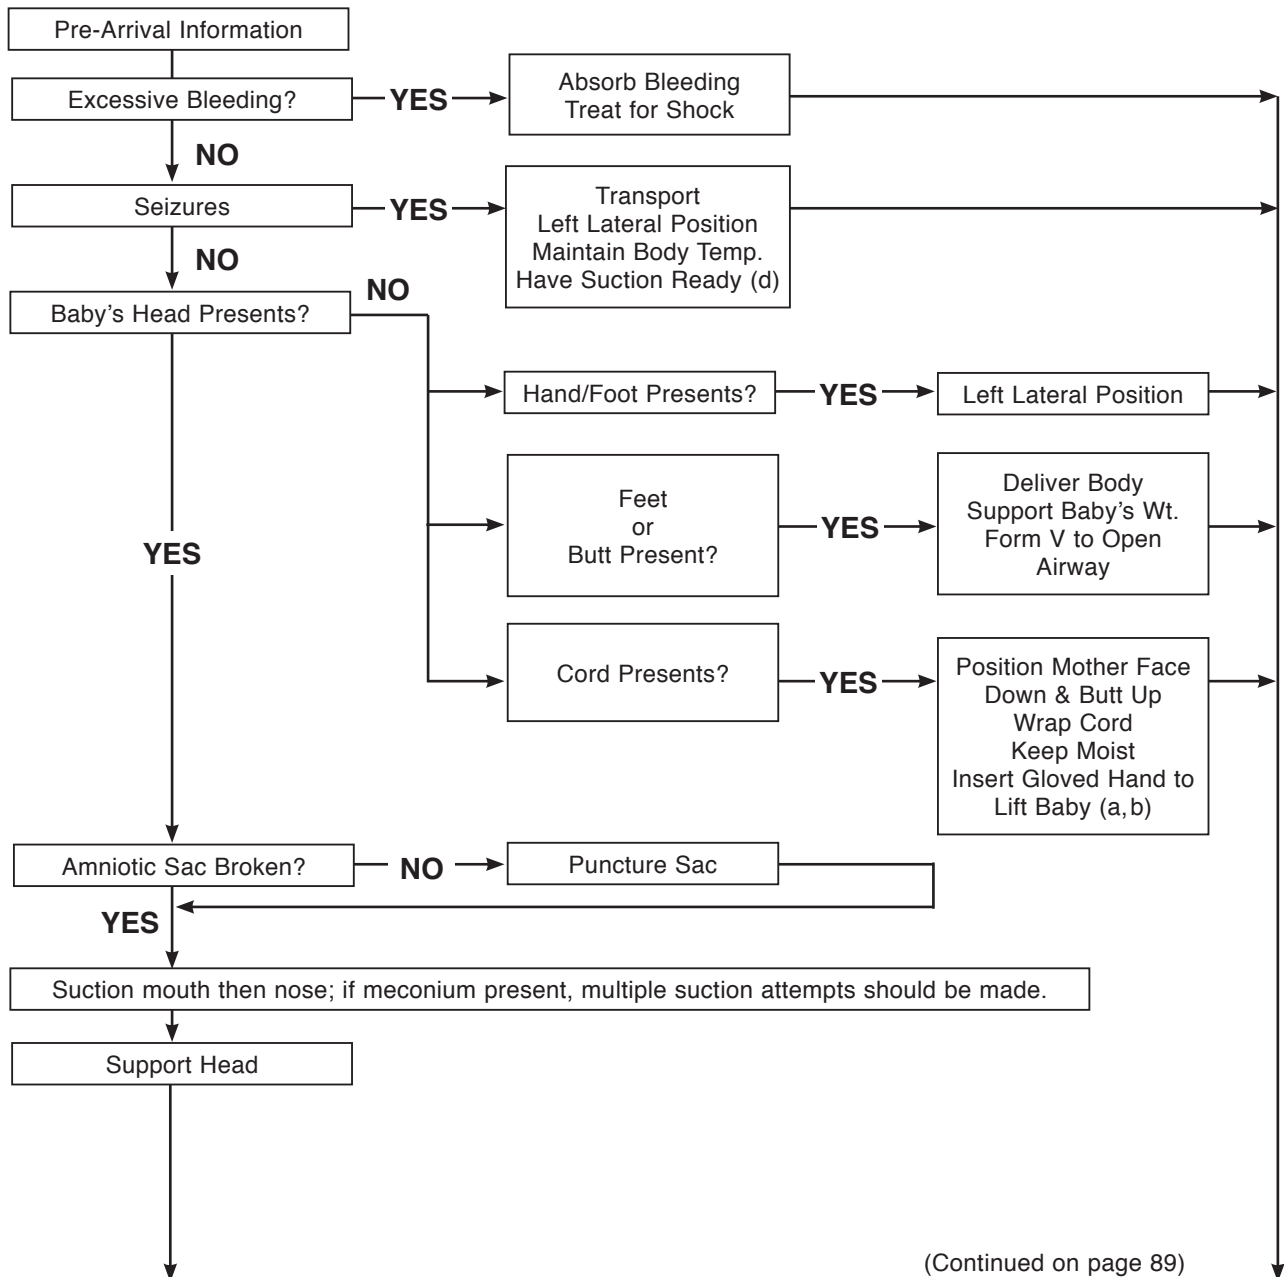 Pre-Arrival Information
Excessive Bleeding?
YES
Absorb Bleeding
Treat for Shock
NO
Seizures
YES
Transport
Left Lateral Position
Maintain Body Temp.
Have Suction Ready (d)
NO
Baby's Head Presents?
NO
Hand/Foot Presents?
YES
Left Lateral Position
Feet
or
Butt Present?
YES
Deliver Body
Support Baby's Wt.
Form V to Open
Airway
YES
Cord Presents?
YES
Position Mother Face
Down & Butt Up
Wrap Cord
Keep Moist
Insert Gloved Hand to
Lift Baby (a,b)
Amniotic Sac Broken?
NO
Puncture Sac
YES
Suction mouth then nose; if meconium present, multiple suction attempts should be made.
Support Head
(Continued on page 89)